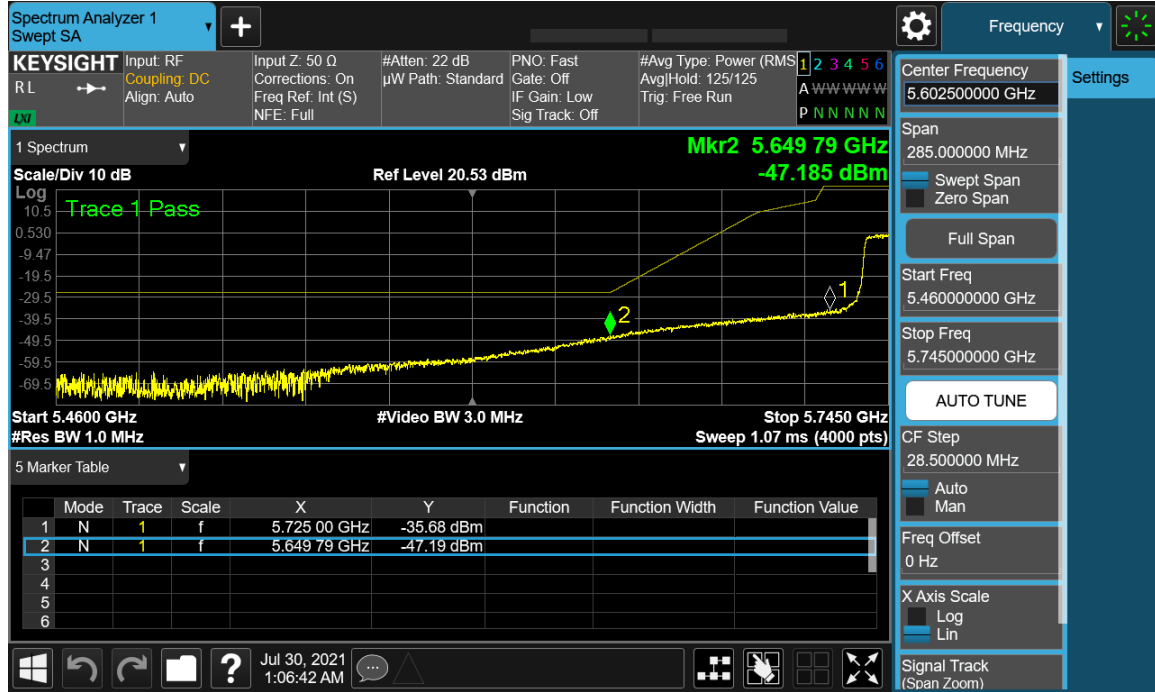 Spectrum Analyzer 1
Swept SA
Frequency
KEYSIGHT
R L
LXI
Input: RF
Coupling: DC
Align: Auto
Input Z: 50 Ω
Corrections: On
Freq Ref: Int (S)
NFE: Full
#Atten: 22 dB
µW Path: Standard
PNO: Fast
Gate: Off
IF Gain: Low
Sig Track: Off
#Avg Type: Power (RMS
Avg|Hold: 125/125
Trig: Free Run
1 2 3 4 5 6
A W W W W W
P N N N N N
1 Spectrum
Mkr2 5.649 79 GHz
-47.185 dBm
Scale/Div 10 dB
Ref Level 20.53 dBm
Log
Trace 1 Pass
10.5
0.530
-9.47
-19.5
-29.5
-39.5
-49.5
-59.5
-69.5
1
2
Start 5.4600 GHz
#Video BW 3.0 MHz
Stop 5.7450 GHz
#Res BW 1.0 MHz
Sweep 1.07 ms (4000 pts)
5 Marker Table
Mode Trace Scale X Y Function Function Width Function Value
1 N 1 f 5.725 00 GHz -35.68 dBm
2 N 1 f 5.649 79 GHz -47.19 dBm
3
4
5
6
Jul 30, 2021
1:06:42 AM
Center Frequency
5.602500000 GHz
Settings
Span
285.000000 MHz
Swept Span
Zero Span
Full Span
Start Freq
5.460000000 GHz
Stop Freq
5.745000000 GHz
AUTO TUNE
CF Step
28.500000 MHz
Auto
Man
Freq Offset
0 Hz
X Axis Scale
Log
Lin
Signal Track
(Span Zoom)